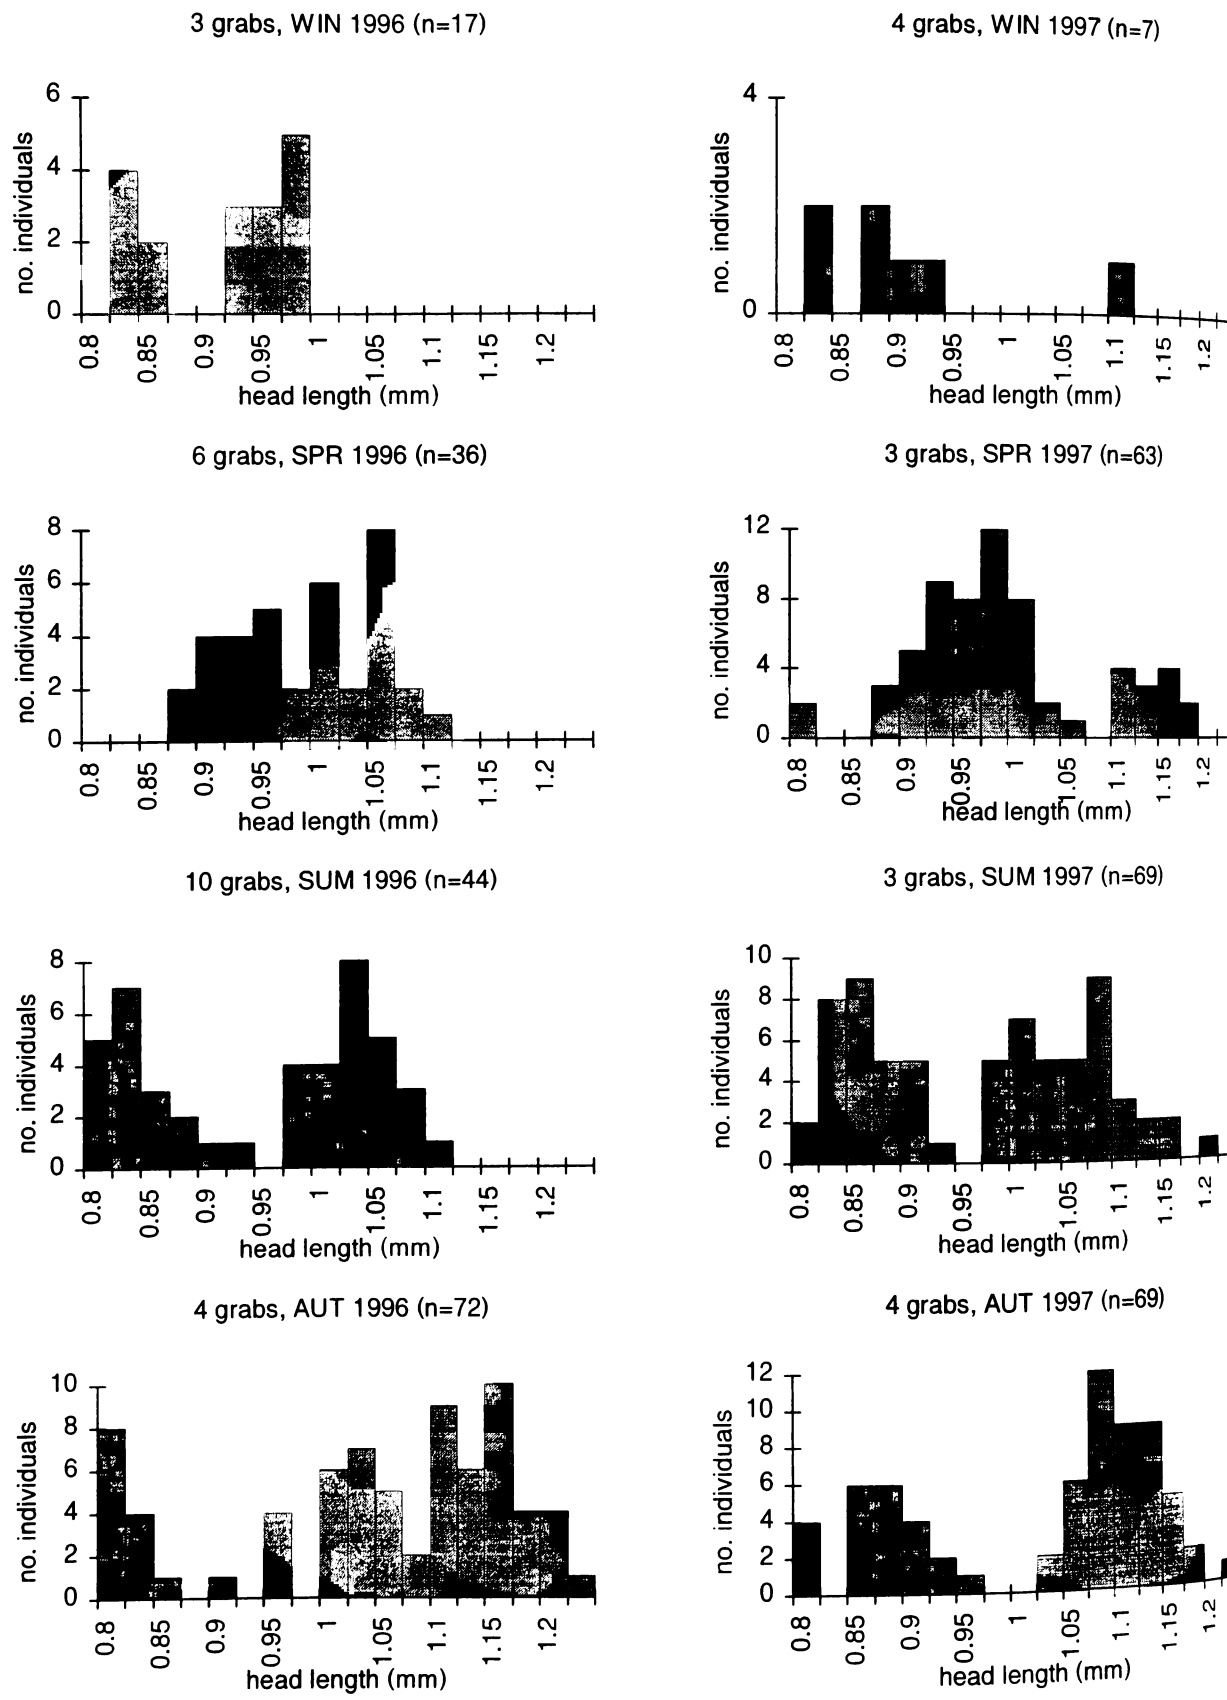 3 grabs, WIN 1996 (n=17)
no. individuals
6
4
2
0
0.8 0.85 0.9 0.95 1 1.05 1.1 1.15 1.2
head length (mm)
4 grabs, WIN 1997 (n=7)
no. individuals
4
2
0
0.8 0.85 0.9 0.95 1 1.05 1.1 1.15 1.2
head length (mm)
6 grabs, SPR 1996 (n=36)
no. individuals
8
6
4
2
0
0.8 0.85 0.9 0.95 1 1.05 1.1 1.15 1.2
head length (mm)
3 grabs, SPR 1997 (n=63)
no. individuals
12
8
4
0
0.8 0.85 0.9 0.95 1 1.05 1.1 1.15 1.2
head length (mm)
10 grabs, SUM 1996 (n=44)
no. individuals
8
6
4
2
0
0.8 0.85 0.9 0.95 1 1.05 1.1 1.15 1.2
head length (mm)
3 grabs, SUM 1997 (n=69)
no. individuals
10
8
6
4
2
0
0.8 0.85 0.9 0.95 1 1.05 1.1 1.15 1.2
head length (mm)
4 grabs, AUT 1996 (n=72)
no. individuals
10
8
6
4
2
0
0.8 0.85 0.9 0.95 1 1.05 1.1 1.15 1.2
head length (mm)
4 grabs, AUT 1997 (n=69)
no. individuals
12
10
8
6
4
2
0
0.8 0.85 0.9 0.95 1 1.05 1.1 1.15 1.2
head length (mm)